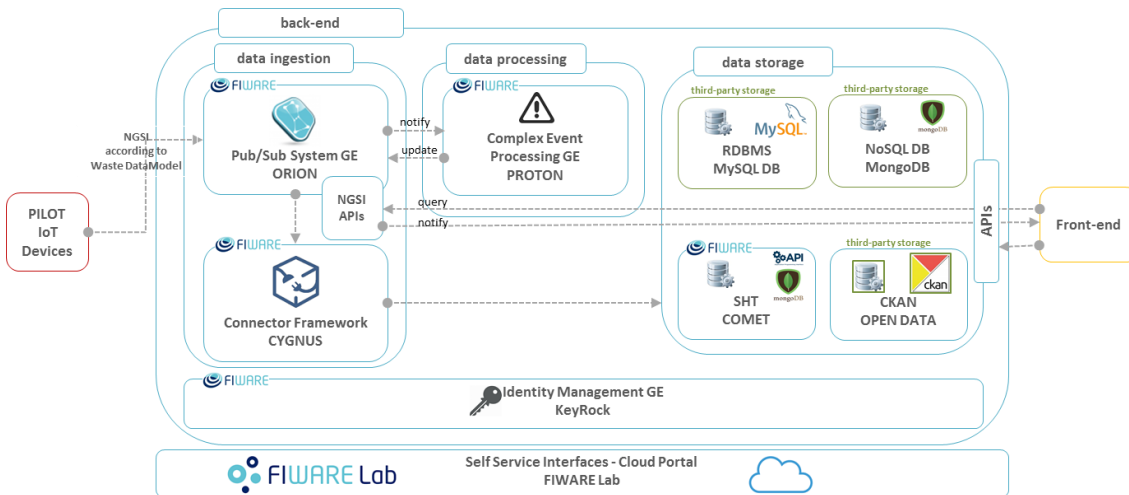 back-end
data ingestion
data processing
data storage
FIWARE
FIWARE
third-party storage
third-party storage
NGSI
according to
Waste DataModel
Pub/Sub System GE
ORION
notify
update
Complex Event
Processing GE
PROTON
MySQL
RDBMS
MySQL DB
mongoDB
NoSQL DB
MongoDB
PILOT
IoT
Devices
NGSI
APIs
query
notify
APIs
Front-end
FIWARE
Connector Framework
CYGNUS
FIWARE
API
mongoDB
SHT
COMET
third-party storage
ckan
CKAN
OPEN DATA
FIWARE
Identity Management GE
KeyRock
FIWARE Lab
Self Service Interfaces - Cloud Portal
FIWARE Lab